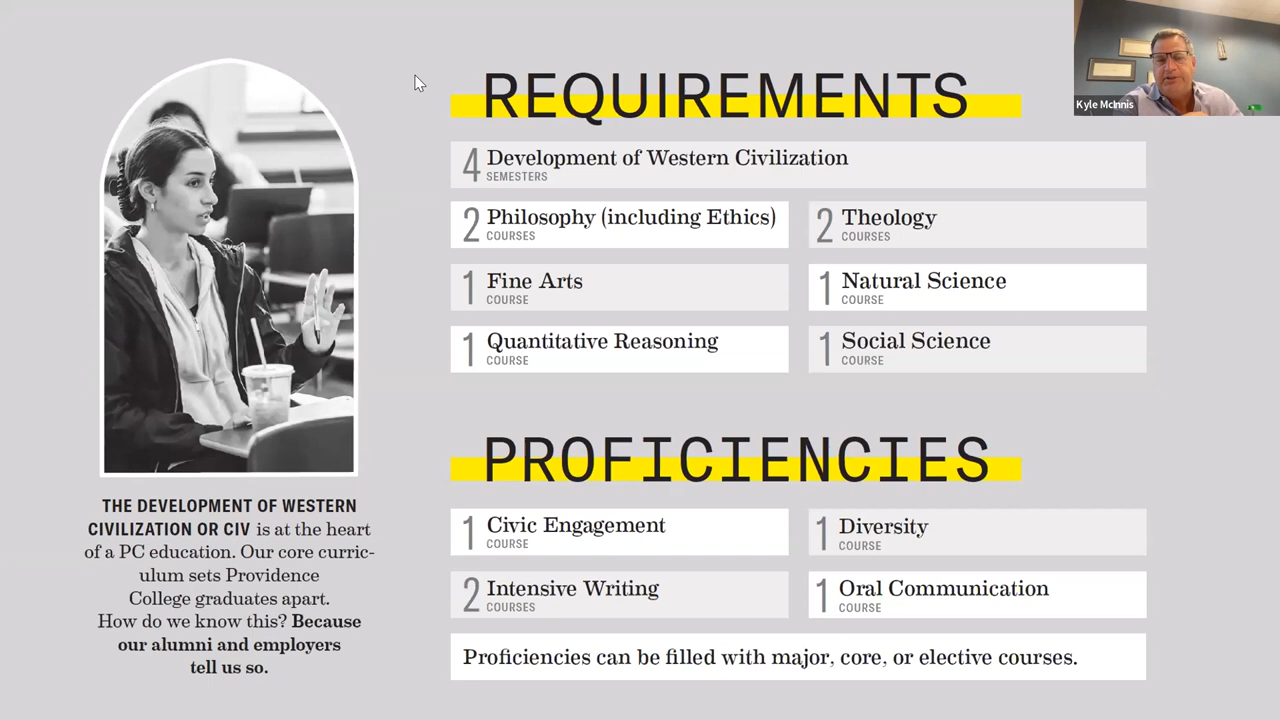 REQUIREMENTS
Kyle McInnis
4 Development of Western Civilization
SEMESTERS
2 Philosophy (including Ethics)
COURSES
2 Theology
COURSES
1 Fine Arts
COURSE
1 Natural Science
COURSE
1 Quantitative Reasoning
COURSE
1 Social Science
COURSE
PROFICIENCIES
1 Civic Engagement
COURSE
1 Diversity
COURSE
2 Intensive Writing
COURSES
1 Oral Communication
COURSE
Proficiencies can be filled with major, core, or elective courses.
THE DEVELOPMENT OF WESTERN
CIVILIZATION OR CIV is at the heart
of a PC education. Our core curric-
ulum sets Providence
College graduates apart.
How do we know this? Because
our alumni and employers
tell us so.